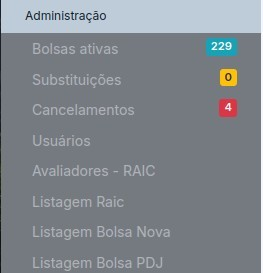 Administração
Bolsas ativas 229
Substituições 0
Cancelamentos 4
Usuários
Avaliadores - RAIC
Listagem Raic
Listagem Bolsa Nova
Listagem Bolsa PDJ